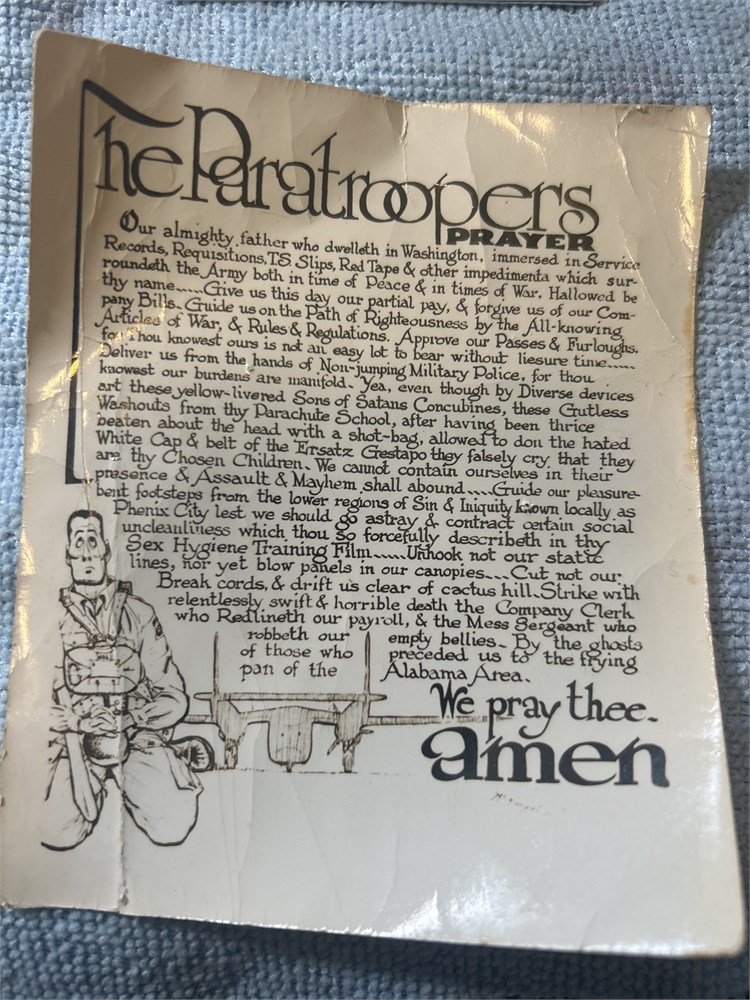 The Paratroopers
PRAYER
Our almighty father who dwelleth in Washington, immersed in Service
Records, Requisitions, T.S. Slips, Red Tape & other impedimenta which sur-
roundeth the Army both in time of Peace & in times of War. Hallowed be
thy name.....Give us this day our partial pay, & forgive us of our Com-
pany Bills. Guide us on the Path of Righteousness by the All-knowing
Articles of War, & Rules & Regulations. Approve our Passes & Furloughs,
for Thou knowest ours is not an easy lot to bear without liesure time.....
Deliver us from the hands of Non-jumping Military Police, for thou
knowest our burdens are manifold. Yea, even though by Diverse devices
art these yellow-livered Sons of Satans Concubines, these Gutless
Washouts from thy Parachute School, after having been thrice
beaten about the head with a shot-bag, allowed to don the hated
White Cap & belt of the Ersatz Gestapo they falsely cry that they
are thy Chosen Children. We cannot contain ourselves in their
presence & Assault & Mayhem shall abound....Guide our pleasure-
bent footsteps from the lower regions of Sin & Iniquity known locally as
Phenix City lest we should go astray & contract certain social
uncleanliness which thou so forcefully describeth in thy
Sex Hygiene Training Film.....Unhook not our static
lines, nor yet blow panels in our canopies...Cut not our
Break cords, & drift us clear of cactus hill. Strike with
relentlessly swift & horrible death the Company Clerk
who Redlineth our payroll, & the Mess Sergeant who
robbeth our empty bellies. By the ghosts
of those who preceded us to the frying
pan of the Alabama Area.
We pray thee.
amen